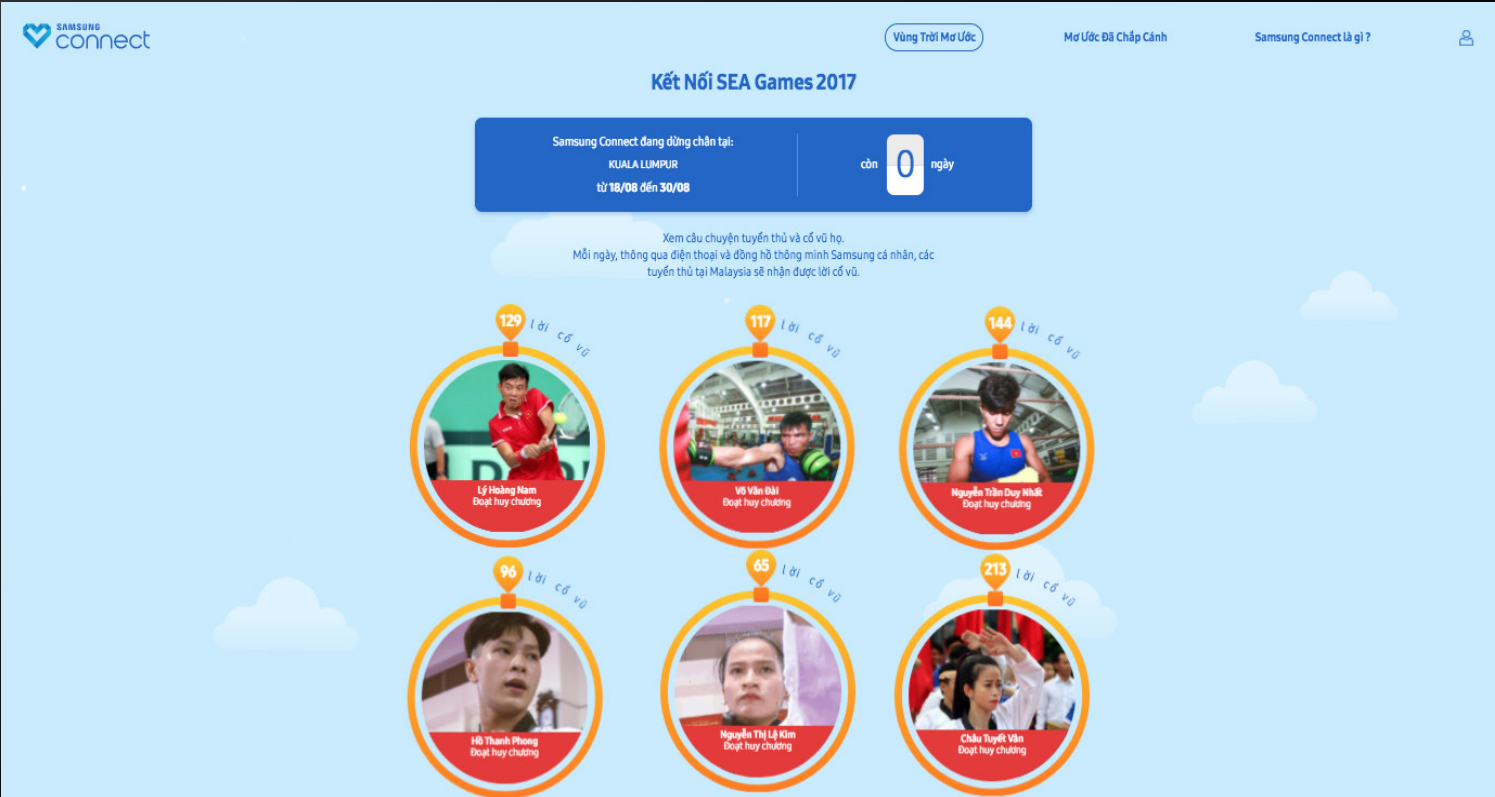 SAMSUNG
connect
Vùng Trời Mơ Ước
Mơ Ước Đã Chắp Cánh
Samsung Connect là gì ?
Kết Nối SEA Games 2017
Samsung Connect đang dừng chân tại:
KUALA LUMPUR
từ 18/08 đến 30/08
còn 0 ngày
Xem câu chuyện tuyển thủ và cổ vũ họ.
Mỗi ngày, thông qua điện thoại và đồng hồ thông minh Samsung cá nhân, các
tuyển thủ tại Malaysia sẽ nhận được lời cổ vũ.
129 lời cổ vũ
117 lời cổ vũ
144 lời cổ vũ
Lý Hoàng Nam
Đoạt huy chương
Võ Văn Đài
Đoạt huy chương
Nguyễn Trần Duy Nhất
Đoạt huy chương
96 lời cổ vũ
65 lời cổ vũ
213 lời cổ vũ
Hồ Thanh Phong
Đoạt huy chương
Nguyễn Thị Lệ Kim
Đoạt huy chương
Châu Tuyết Vân
Đoạt huy chương